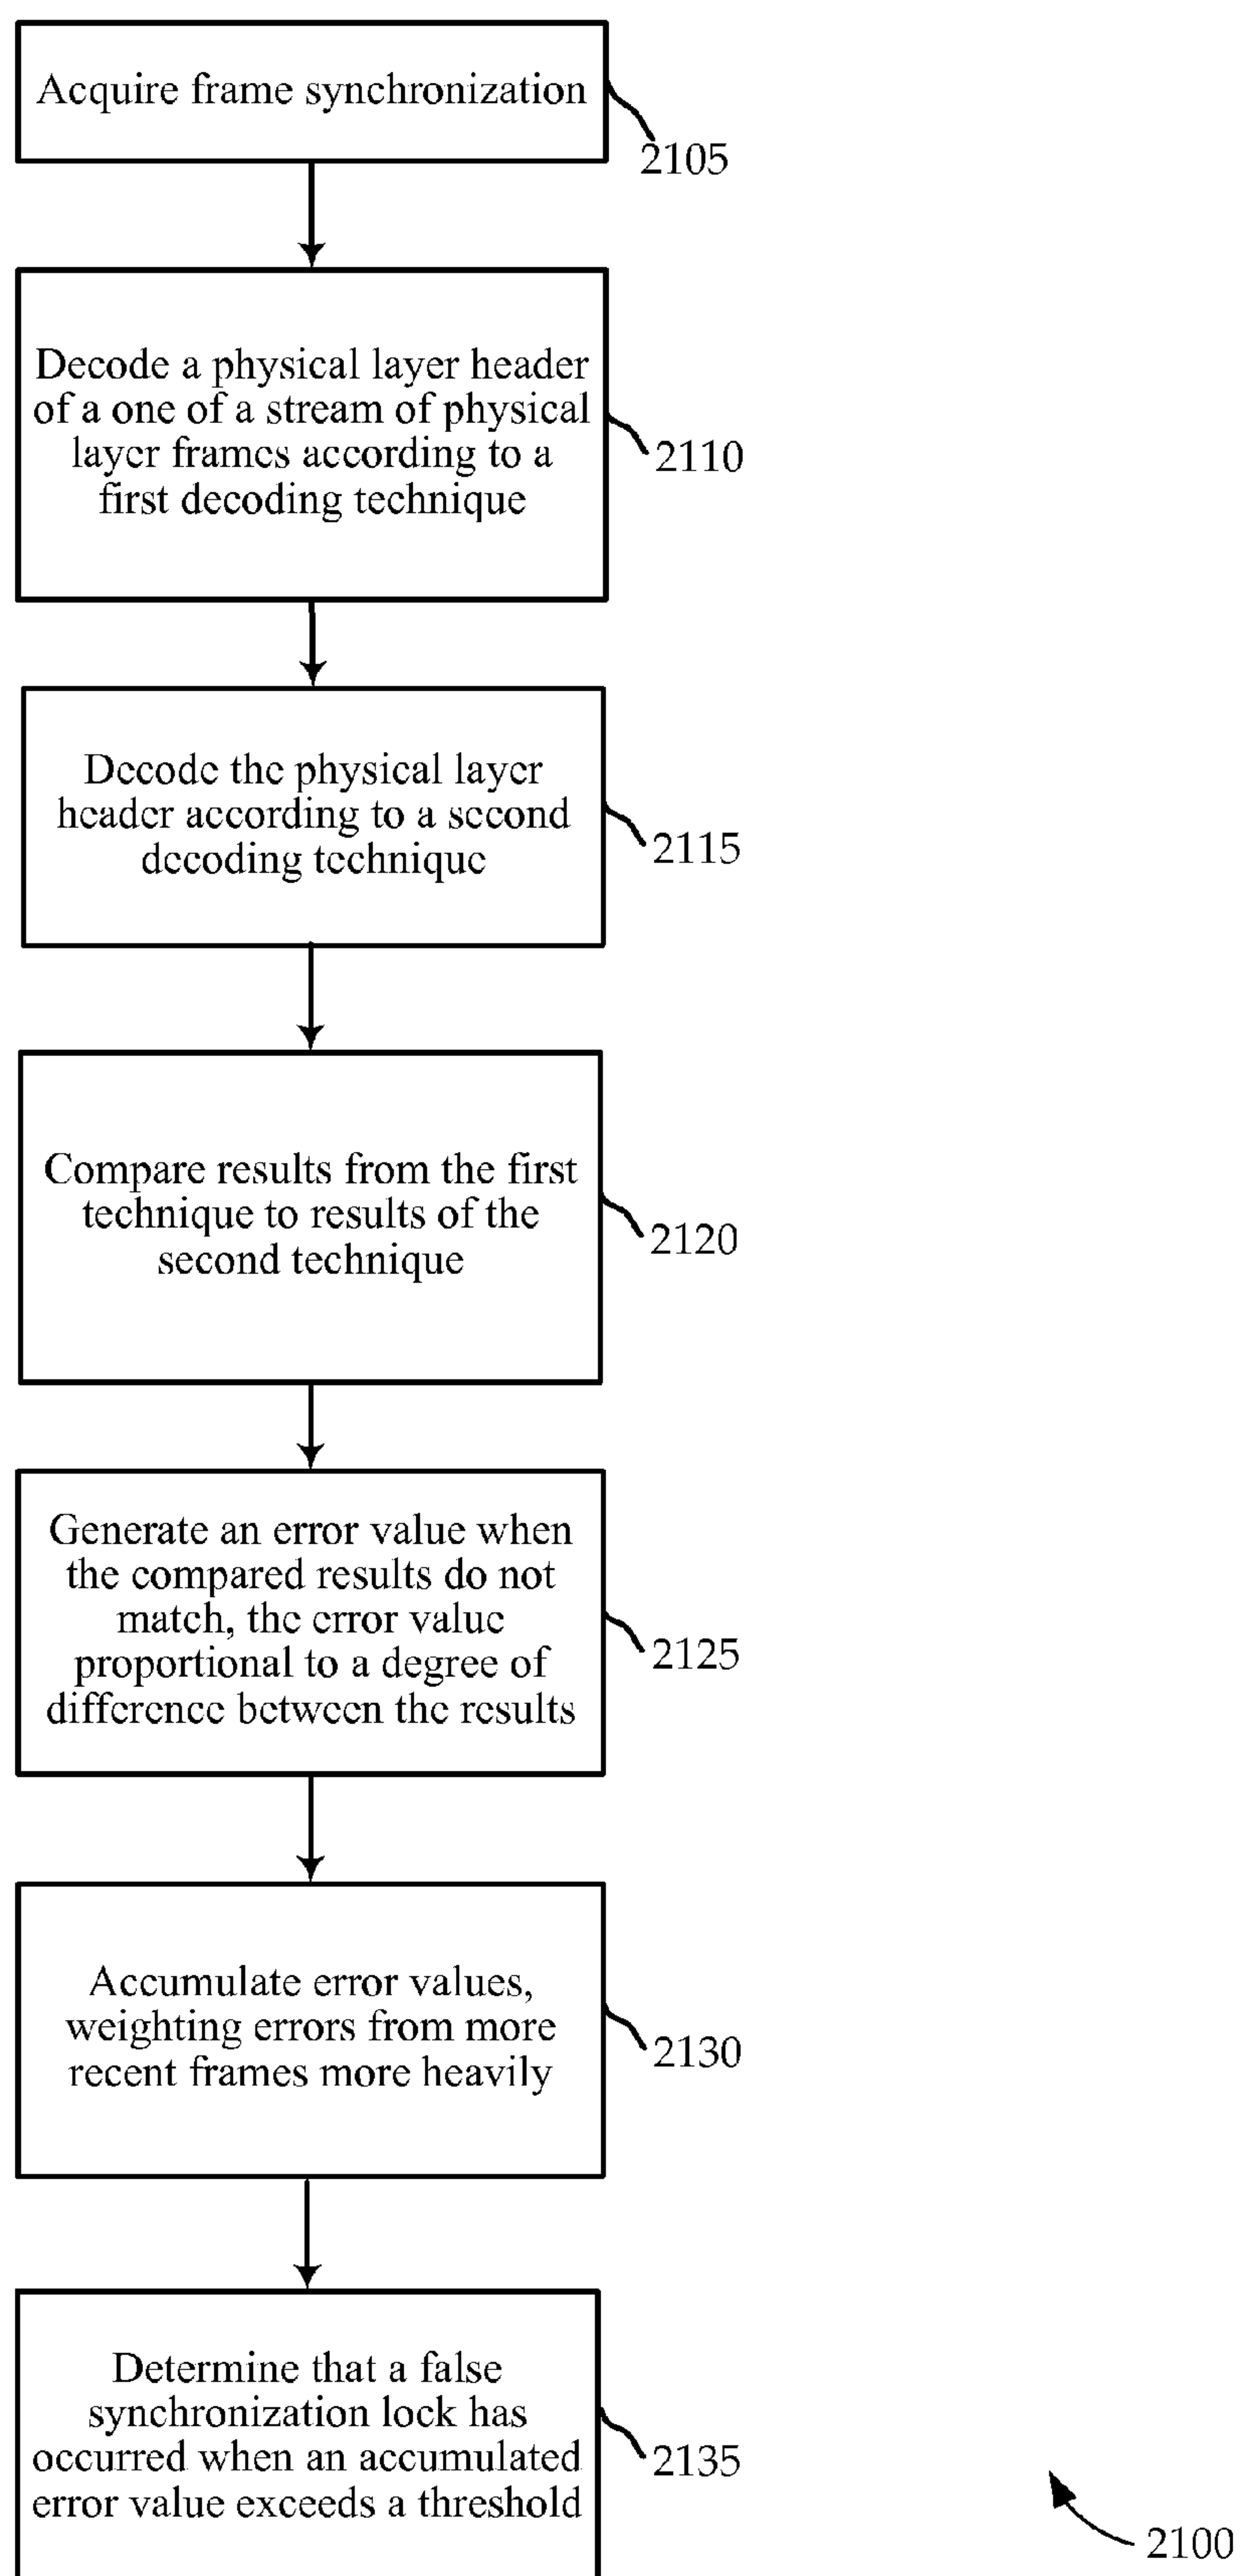 Acquire frame synchronization
2105
Decode a physical layer header
of a one of a stream of physical
layer frames according to a
first decoding technique
2110
Decode the physical layer
header according to a second
decoding technique
2115
Compare results from the first
technique to results of the
second technique
2120
Generate an error value when
the compared results do not
match, the error value
proportional to a degree of
difference between the results
2125
Accumulate error values,
weighting errors from more
recent frames more heavily
2130
Determine that a false
synchronization lock has
occurred when an accumulated
error value exceeds a threshold
2135
2100